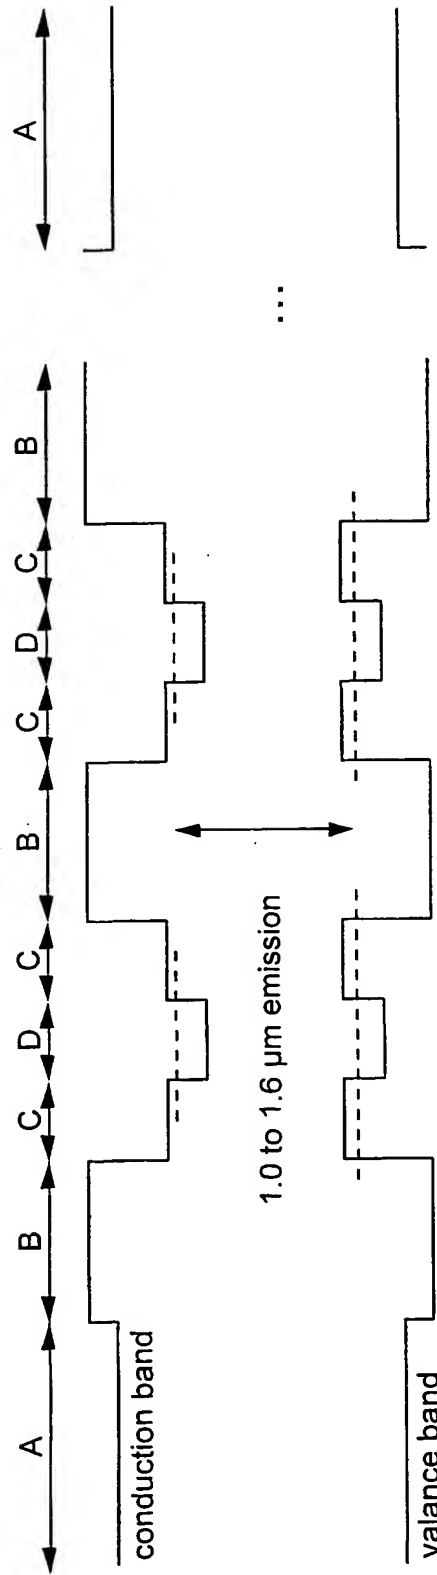 A B C D C B C D C B A
conduction band
1.0 to 1.6 µm emission
...
valance band